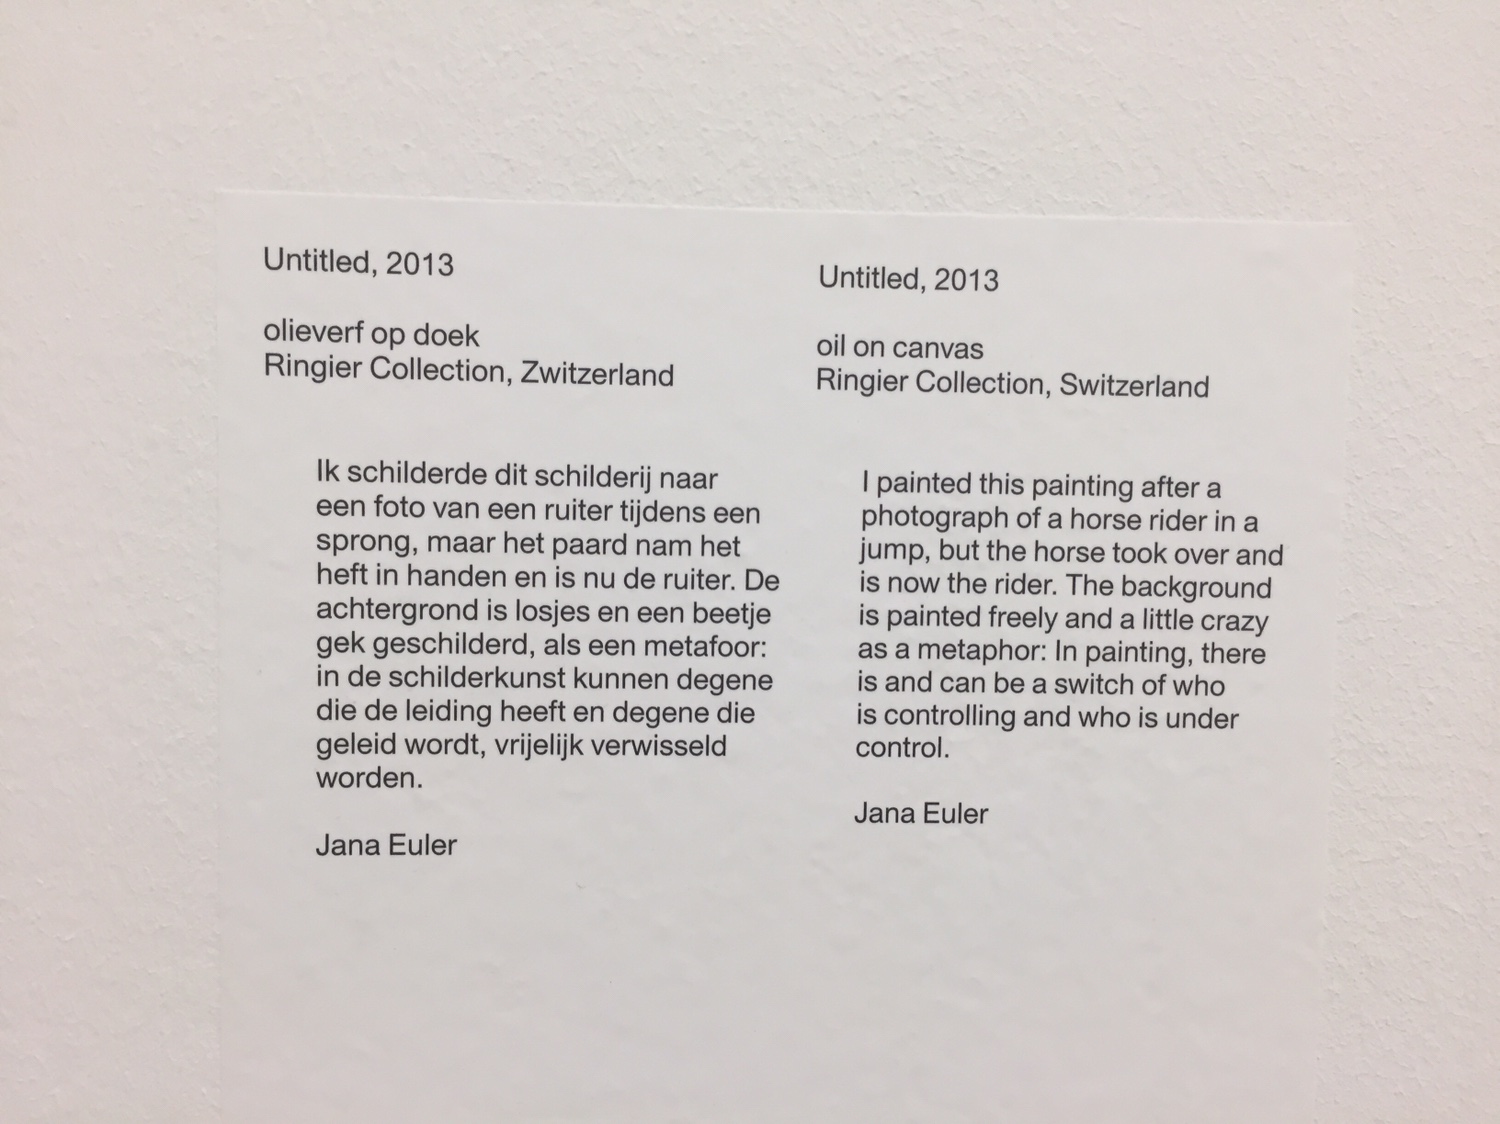 Untitled, 2013
olieverf op doek
Ringier Collection, Zwitzerland
Ik schilderde dit schilderij naar
een foto van een ruiter tijdens een
sprong, maar het paard nam het
heft in handen en is nu de ruiter. De
achtergrond is losjes en een beetje
gek geschilderd, als een metafoor:
in de schilderkunst kunnen degene
die de leiding heeft en degene die
geleid wordt, vrijelijk verwisseld
worden.
Jana Euler
Untitled, 2013
oil on canvas
Ringier Collection, Switzerland
I painted this painting after a
photograph of a horse rider in a
jump, but the horse took over and
is now the rider. The background
is painted freely and a little crazy
as a metaphor: In painting, there
is and can be a switch of who
is controlling and who is under
control.
Jana Euler